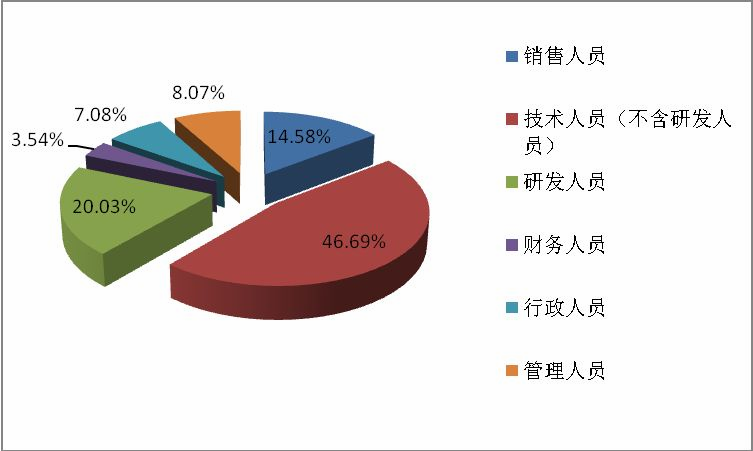 8.07%
7.08%
3.54%
14.58%
20.03%
46.69%
销售人员
技术人员（不含研发人
员）
研发人员
财务人员
行政人员
管理人员